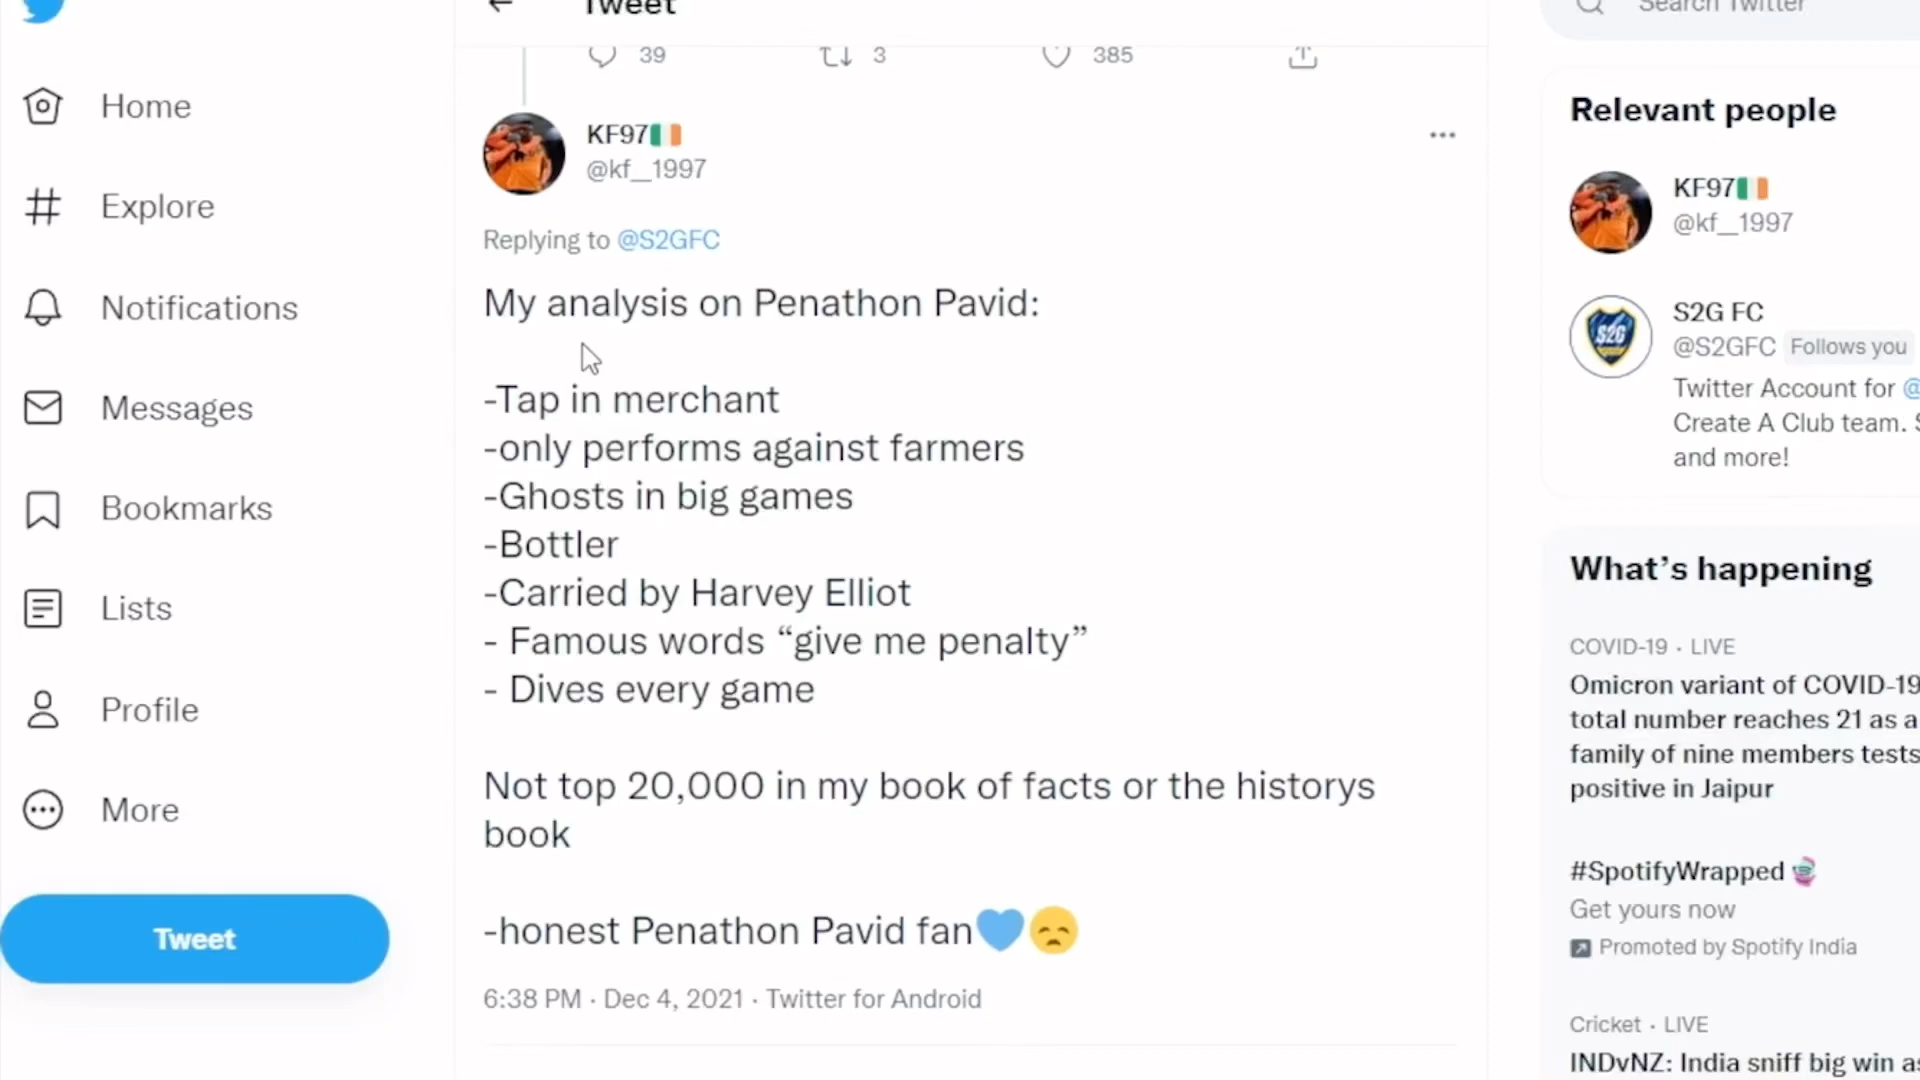 Tweet
Search Twitter
39 3 385
Home
Explore
Notifications
Messages
Bookmarks
Lists
Profile
More
Tweet
KF97
@kf__1997
Replying to @S2GFC
My analysis on Penathon Pavid:
-Tap in merchant
-only performs against farmers
-Ghosts in big games
-Bottler
-Carried by Harvey Elliot
- Famous words “give me penalty”
- Dives every game
Not top 20,000 in my book of facts or the historys
book
-honest Penathon Pavid fan💙😞
6:38 PM · Dec 4, 2021 · Twitter for Android
Relevant people
KF97
@kf__1997
S2G
S2G FC
@S2GFC Follows you
Twitter Account for @
Create A Club team. S
and more!
What’s happening
COVID-19 · LIVE
Omicron variant of COVID-19
total number reaches 21 as a
family of nine members tests
positive in Jaipur
#SpotifyWrapped
Get yours now
Promoted by Spotify India
Cricket · LIVE
INDvNZ: India sniff big win as